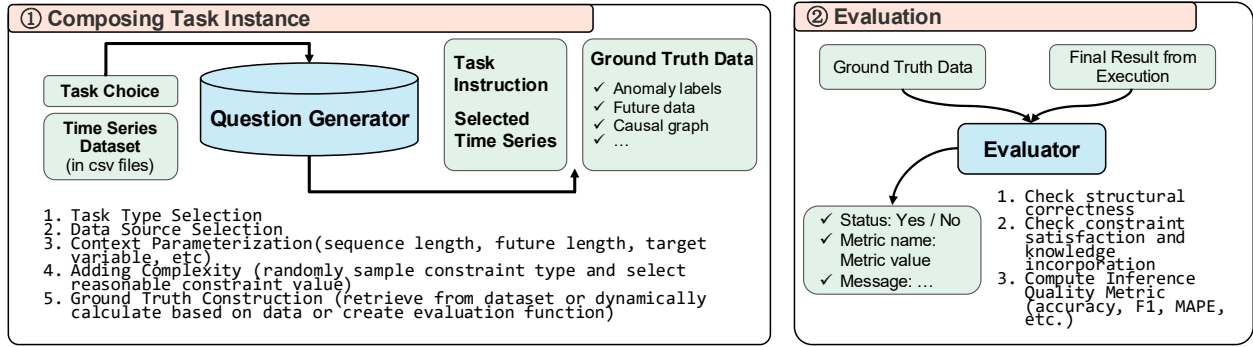 ① Composing Task Instance
Task Choice
Time Series
Dataset
(in csv files)
Question Generator
Task
Instruction
Selected
Time Series
Ground Truth Data
✓ Anomaly labels
✓ Future data
✓ Causal graph
✓ …
1. Task Type Selection
2. Data Source Selection
3. Context Parameterization(sequence length, future length, target
variable, etc)
4. Adding Complexity (randomly sample constraint type and select
reasonable constraint value)
5. Ground Truth Construction (retrieve from dataset or dynamically
calculate based on data or create evaluation function)
② Evaluation
Ground Truth Data
Final Result from
Execution
Evaluator
✓ Status: Yes / No
✓ Metric name:
Metric value
✓ Message: …
1. Check structural
correctness
2. Check constraint
satisfaction and
knowledge
incorporation
3. Compute Inference
Quality Metric
(accuracy, F1, MAPE,
etc.)